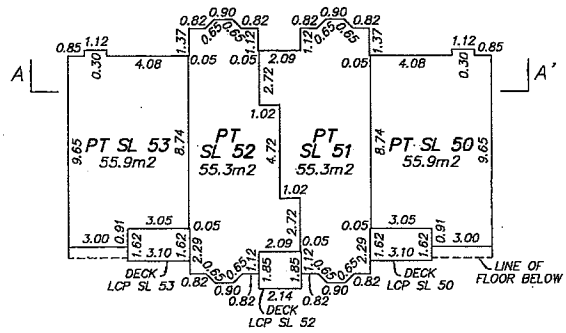 0.82 0.90 0.82 0.82 0.90 0.82
0.65 0.65 0.65 0.65
0.85 1.12 1.37 1.12 1.12 1.37 1.12 0.85
A 0.30 4.08 0.05 0.05 2.09 0.05 4.08 0.30 A'
2.72
1.02
PT SL 53
55.9m2
PT
SL 52
55.3m2
PT
SL 51
55.3m2
PT SL 50
55.9m2
9.65 8.74 4.72 8.74 9.65
1.02
2.72
3.05 0.05 0.05 0.05 3.05
3.00 0.91 1.62 1.62 2.29 2.09 2.29 1.62 1.62 0.91 3.00
3.10 0.65 0.65 1.12 1.85 1.85 1.12 0.65 0.65 3.10
0.82 0.90 0.82 2.14 0.82 0.90 0.82
DECK
LCP SL 53
DECK
LCP SL 52
DECK
LCP SL 50
LINE OF
FLOOR BELOW